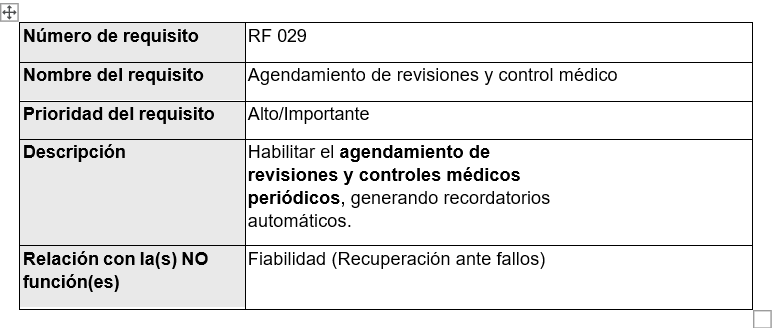 Número de requisito RF 029
Nombre del requisito Agendamiento de revisiones y control médico
Prioridad del requisito Alto/Importante
Descripción Habilitar el agendamiento de
revisiones y controles médicos
periódicos, generando recordatorios
automáticos.
Relación con la(s) NO Fiabilidad (Recuperación ante fallos)
función(es)